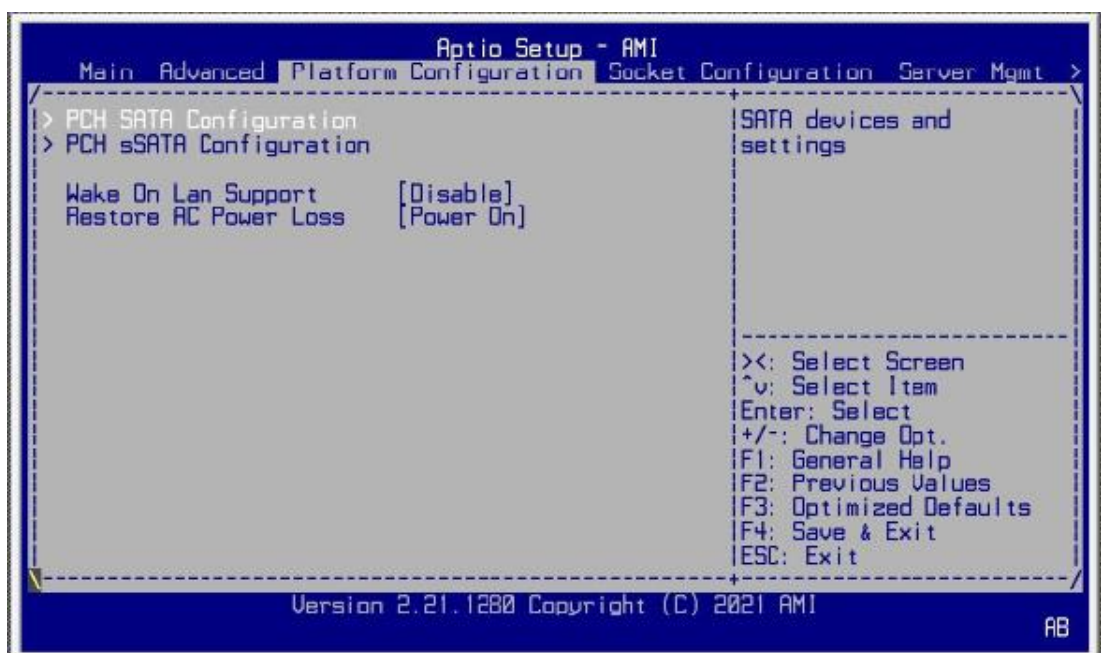 Aptio Setup - AMI
Main Advanced Platform Configuration Socket Configuration Server Mgmt >
> PCH SATA Configuration
> PCH sSATA Configuration
Wake On Lan Support [Disable]
Restore AC Power Loss [Power On]
SATA devices and
settings
><: Select Screen
^v: Select Item
Enter: Select
+/-: Change Opt.
F1: General Help
F2: Previous Values
F3: Optimized Defaults
F4: Save & Exit
ESC: Exit
Version 2.21.1280 Copyright (C) 2021 AMI
AB